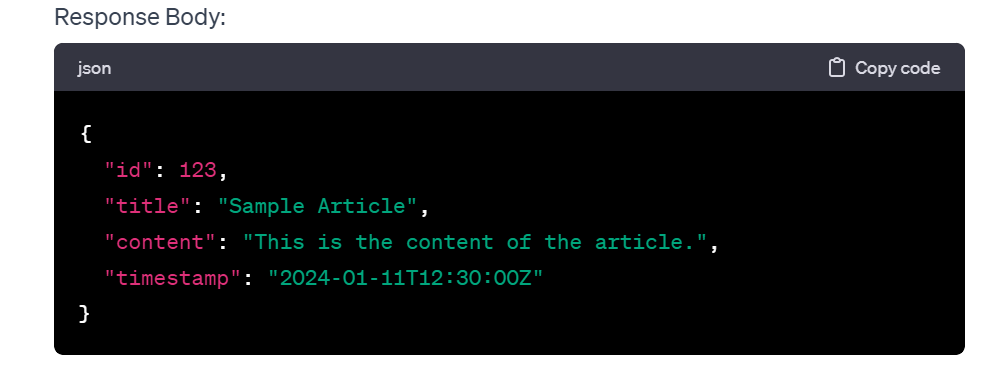 Response Body:
json
Copy code
{
"id": 123,
"title": "Sample Article",
"content": "This is the content of the article.",
"timestamp": "2024-01-11T12:30:00Z"
}